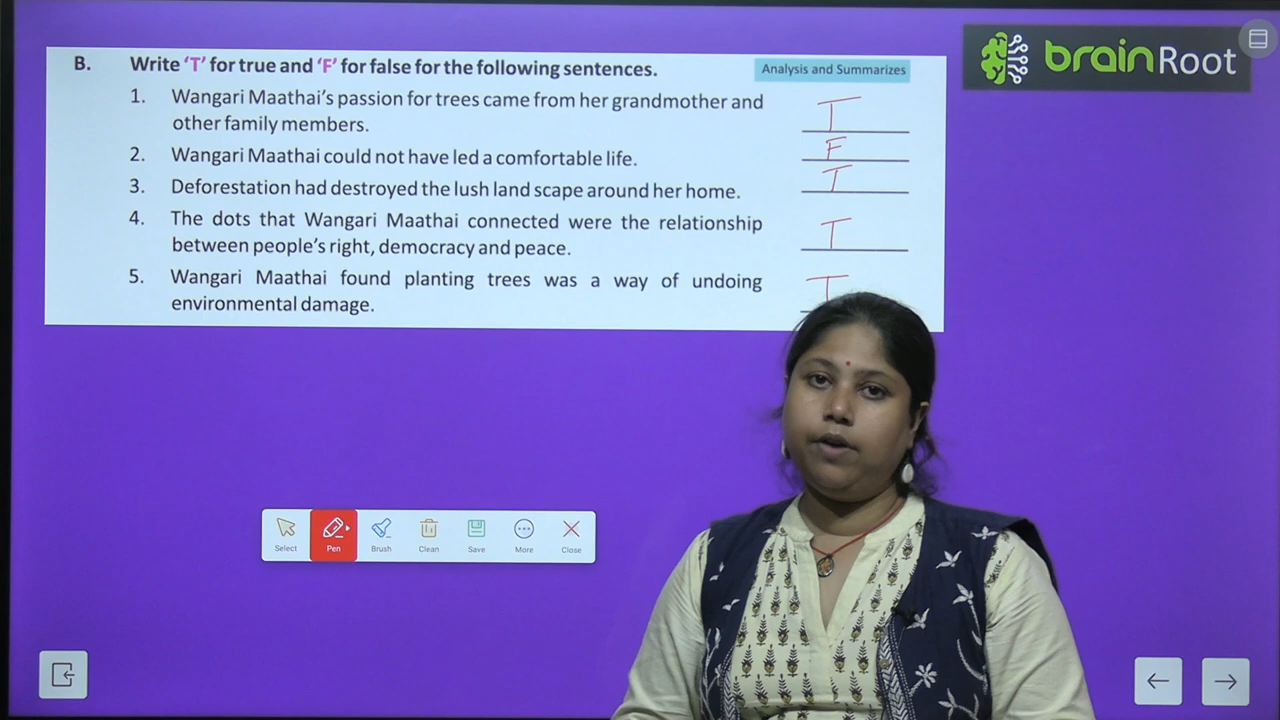 brainRoot
B. Write ‘T’ for true and ‘F’ for false for the following sentences.
Analysis and Summarizes
1. Wangari Maathai’s passion for trees came from her grandmother and
other family members.
T
2. Wangari Maathai could not have led a comfortable life.
F
3. Deforestation had destroyed the lush land scape around her home.
T
4. The dots that Wangari Maathai connected were the relationship
between people’s right, democracy and peace.
T
5. Wangari Maathai found planting trees was a way of undoing
environmental damage.
T
Select Pen Brush Clean Save More Close